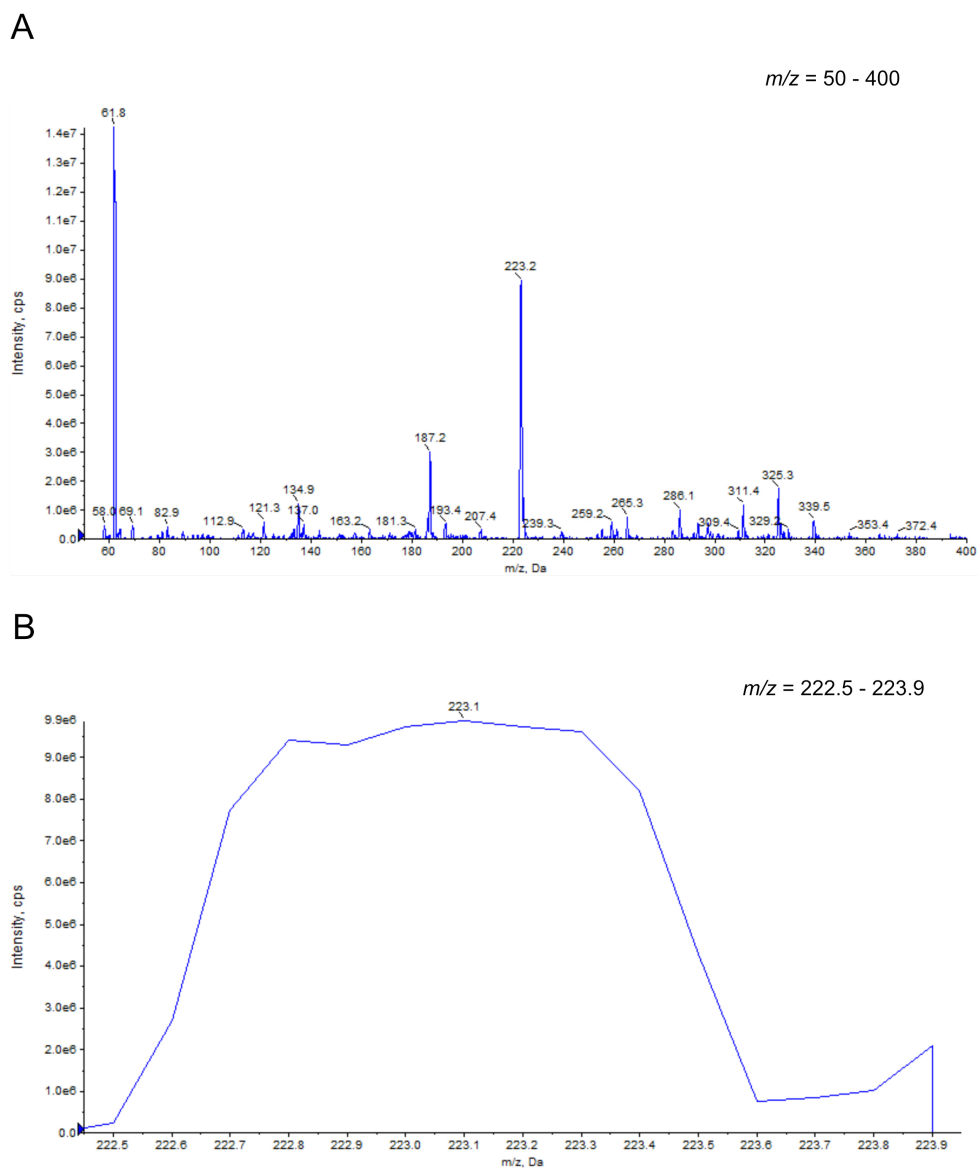 A
m/z = 50 - 400
61.8
1.4e7
1.3e7
1.2e7
1.1e7
1.0e7
9.0e6
8.0e6
7.0e6
6.0e6
5.0e6
4.0e6
3.0e6
2.0e6
1.0e6
0.0
Intensity, cps
58.0 69.1 82.9 112.9 121.3 134.9 137.0 163.2 181.3 187.2 193.4 207.4 223.2 239.3 259.2 265.3 286.1 309.4 311.4 325.3 329.2 339.5 353.4 372.4
60 80 100 120 140 160 180 200 220 240 260 280 300 320 340 360 380 400
m/z, Da
B
m/z = 222.5 - 223.9
223.1
9.9e6
9.0e6
8.0e6
7.0e6
6.0e6
5.0e6
4.0e6
3.0e6
2.0e6
1.0e6
0.0
Intensity, cps
222.5 222.6 222.7 222.8 222.9 223.0 223.1 223.2 223.3 223.4 223.5 223.6 223.7 223.8 223.9
m/z, Da